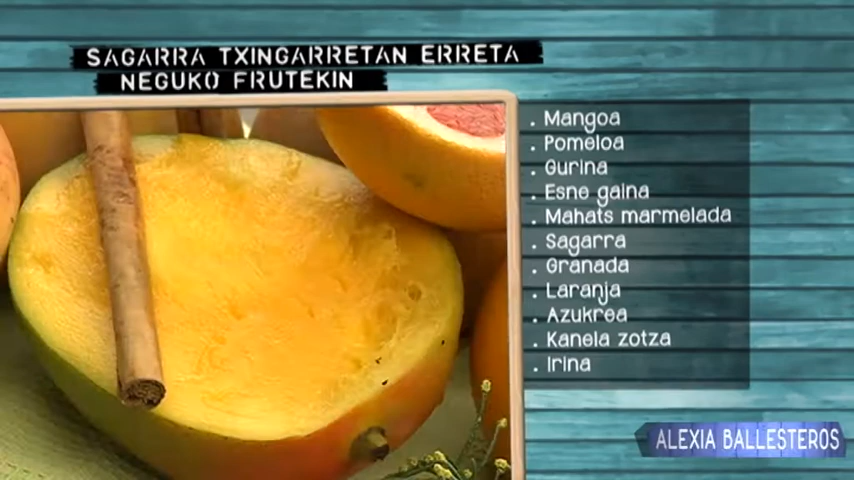 SAGARRA TXINGARRETAN ERRETA
NEGUKO FRUTEKIN
. Mangoa
. Pomeloa
. Gurina
. Esne gaina
. Mahats marmelada
. Sagarra
. Granada
. Laranja
. Azukrea
. Kanela zotza
. Irina
ALEXIA BALLESTEROS